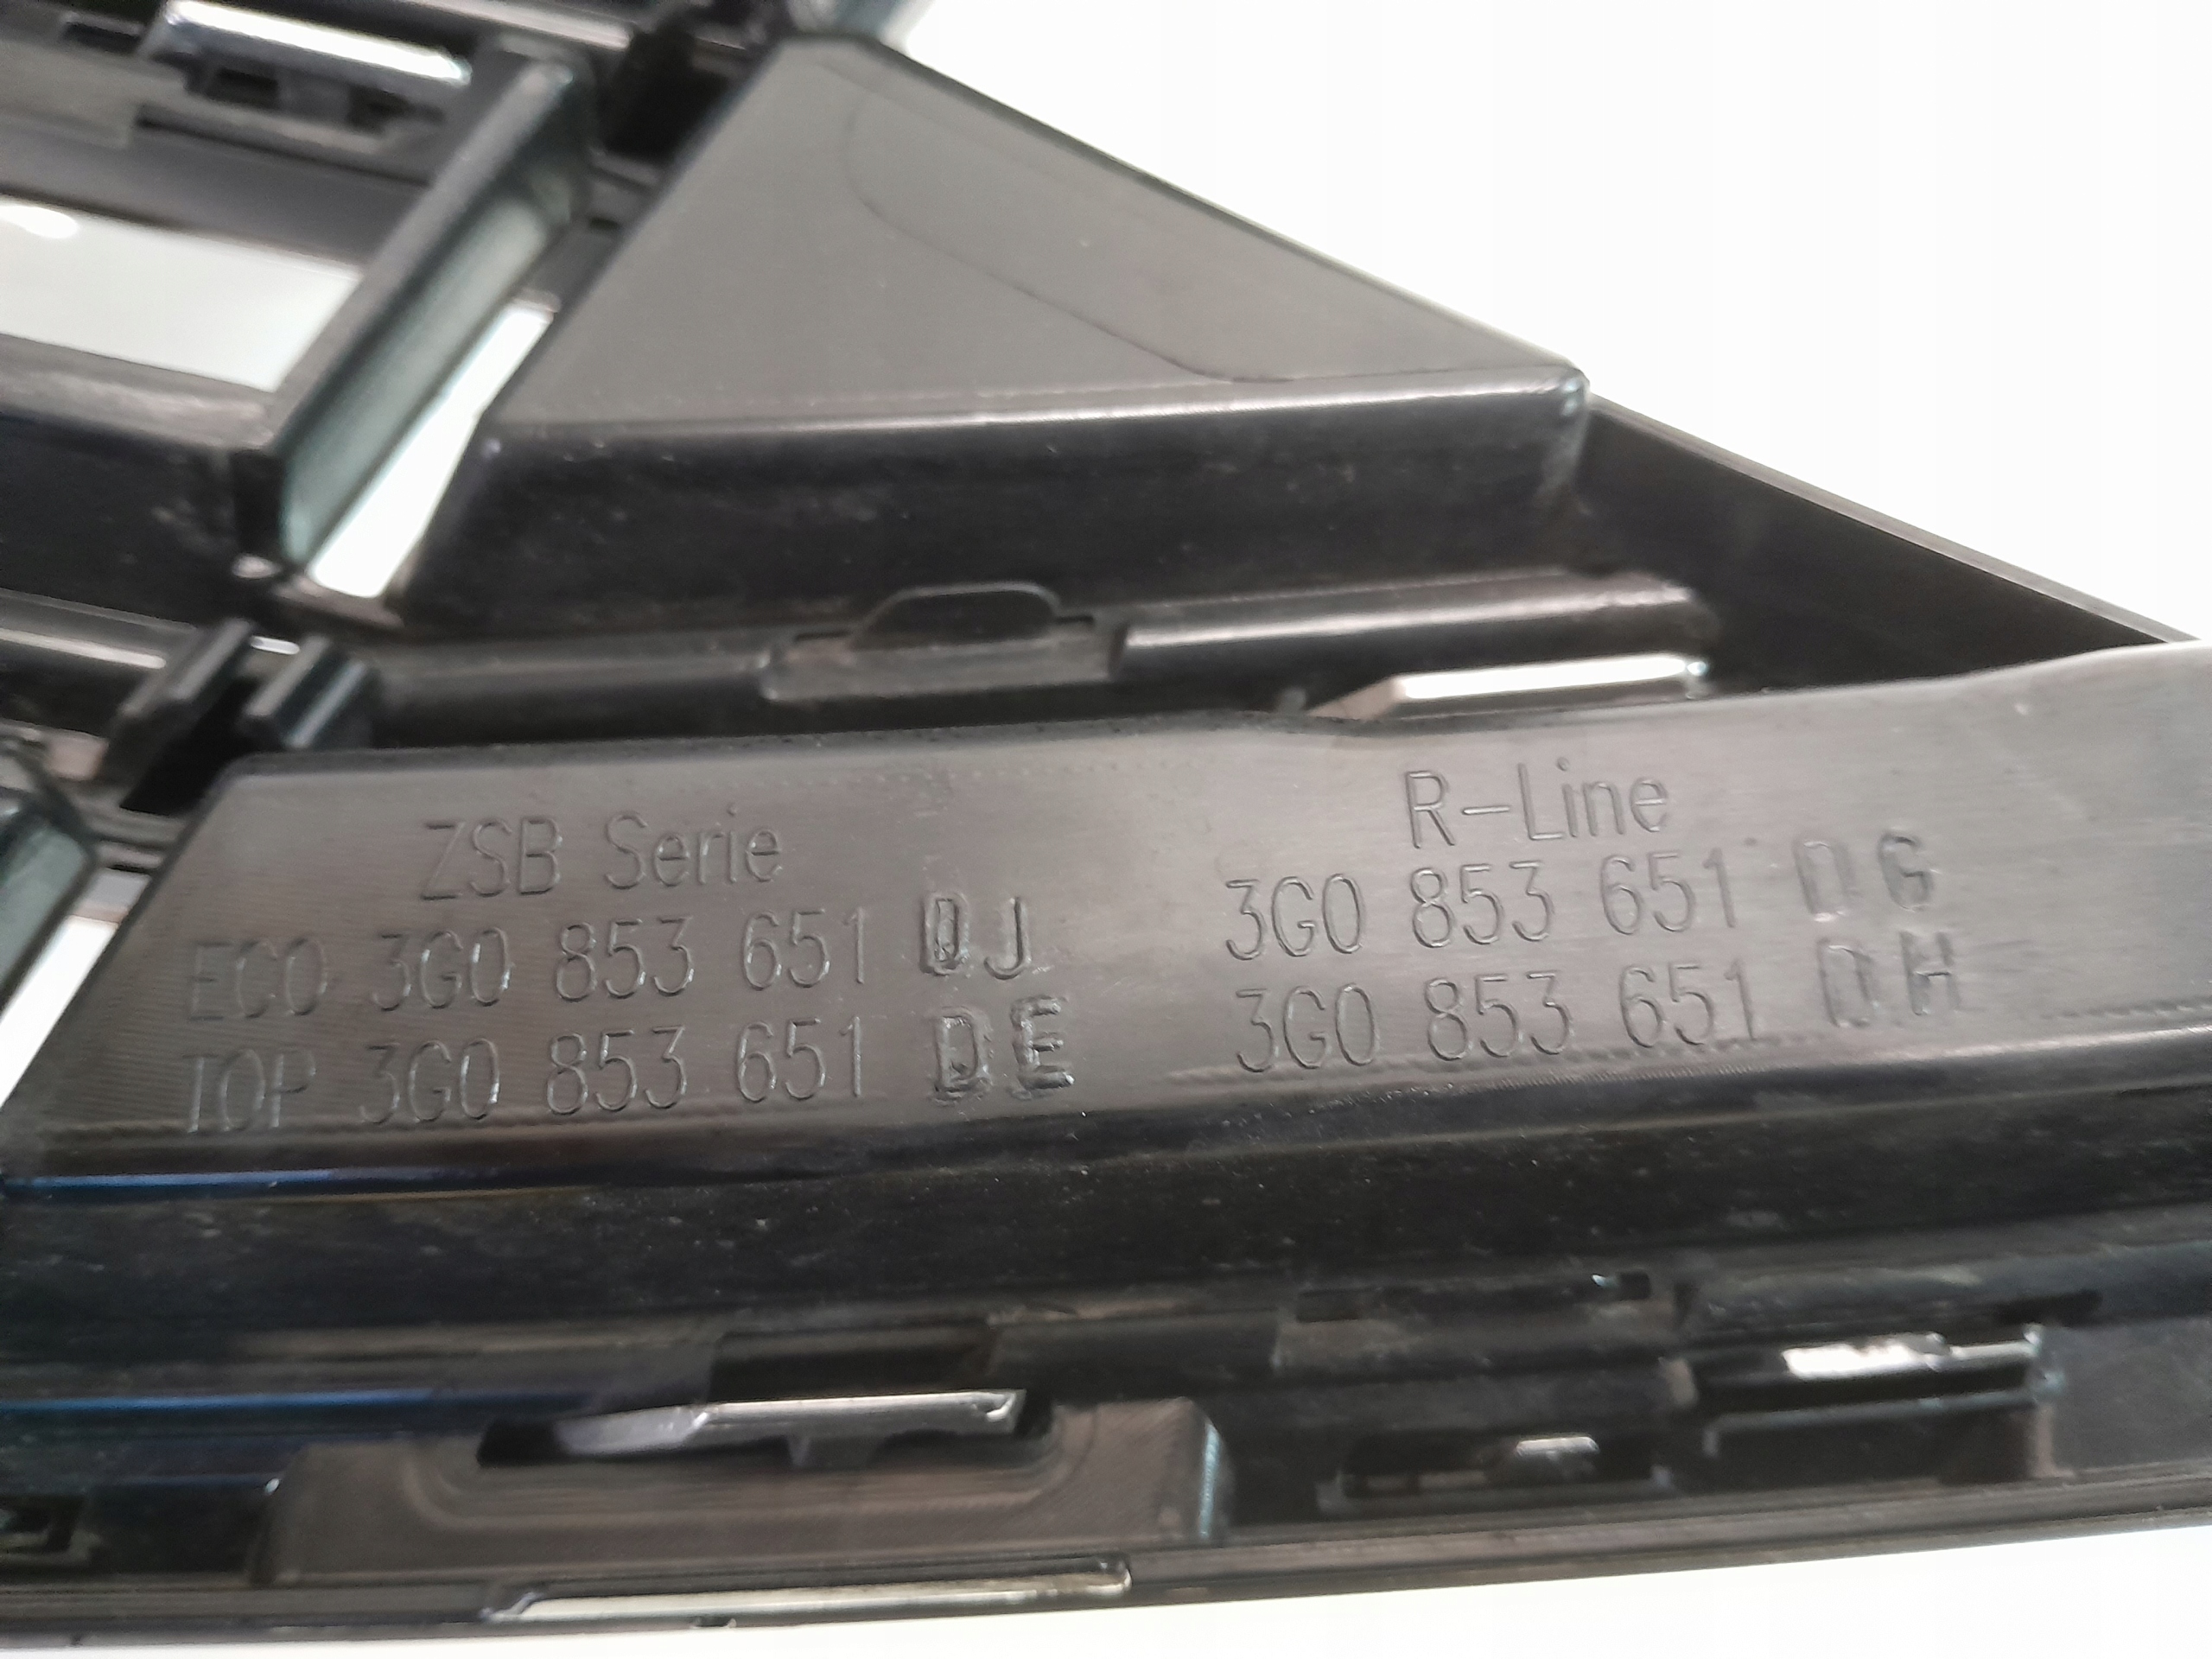 ZSB Serie
ECO 3G0 853 651 DJ
TOP 3G0 853 651 DE
R-Line
3G0 853 651 DG
3G0 853 651 DH